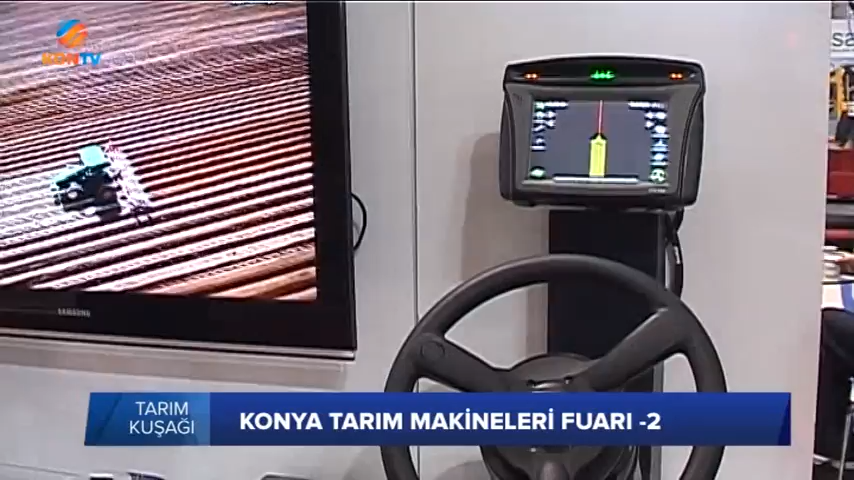 KONTV
SAMSUNG
TARIM
KUŞAĞI
KONYA TARIM MAKİNELERİ FUARI -2